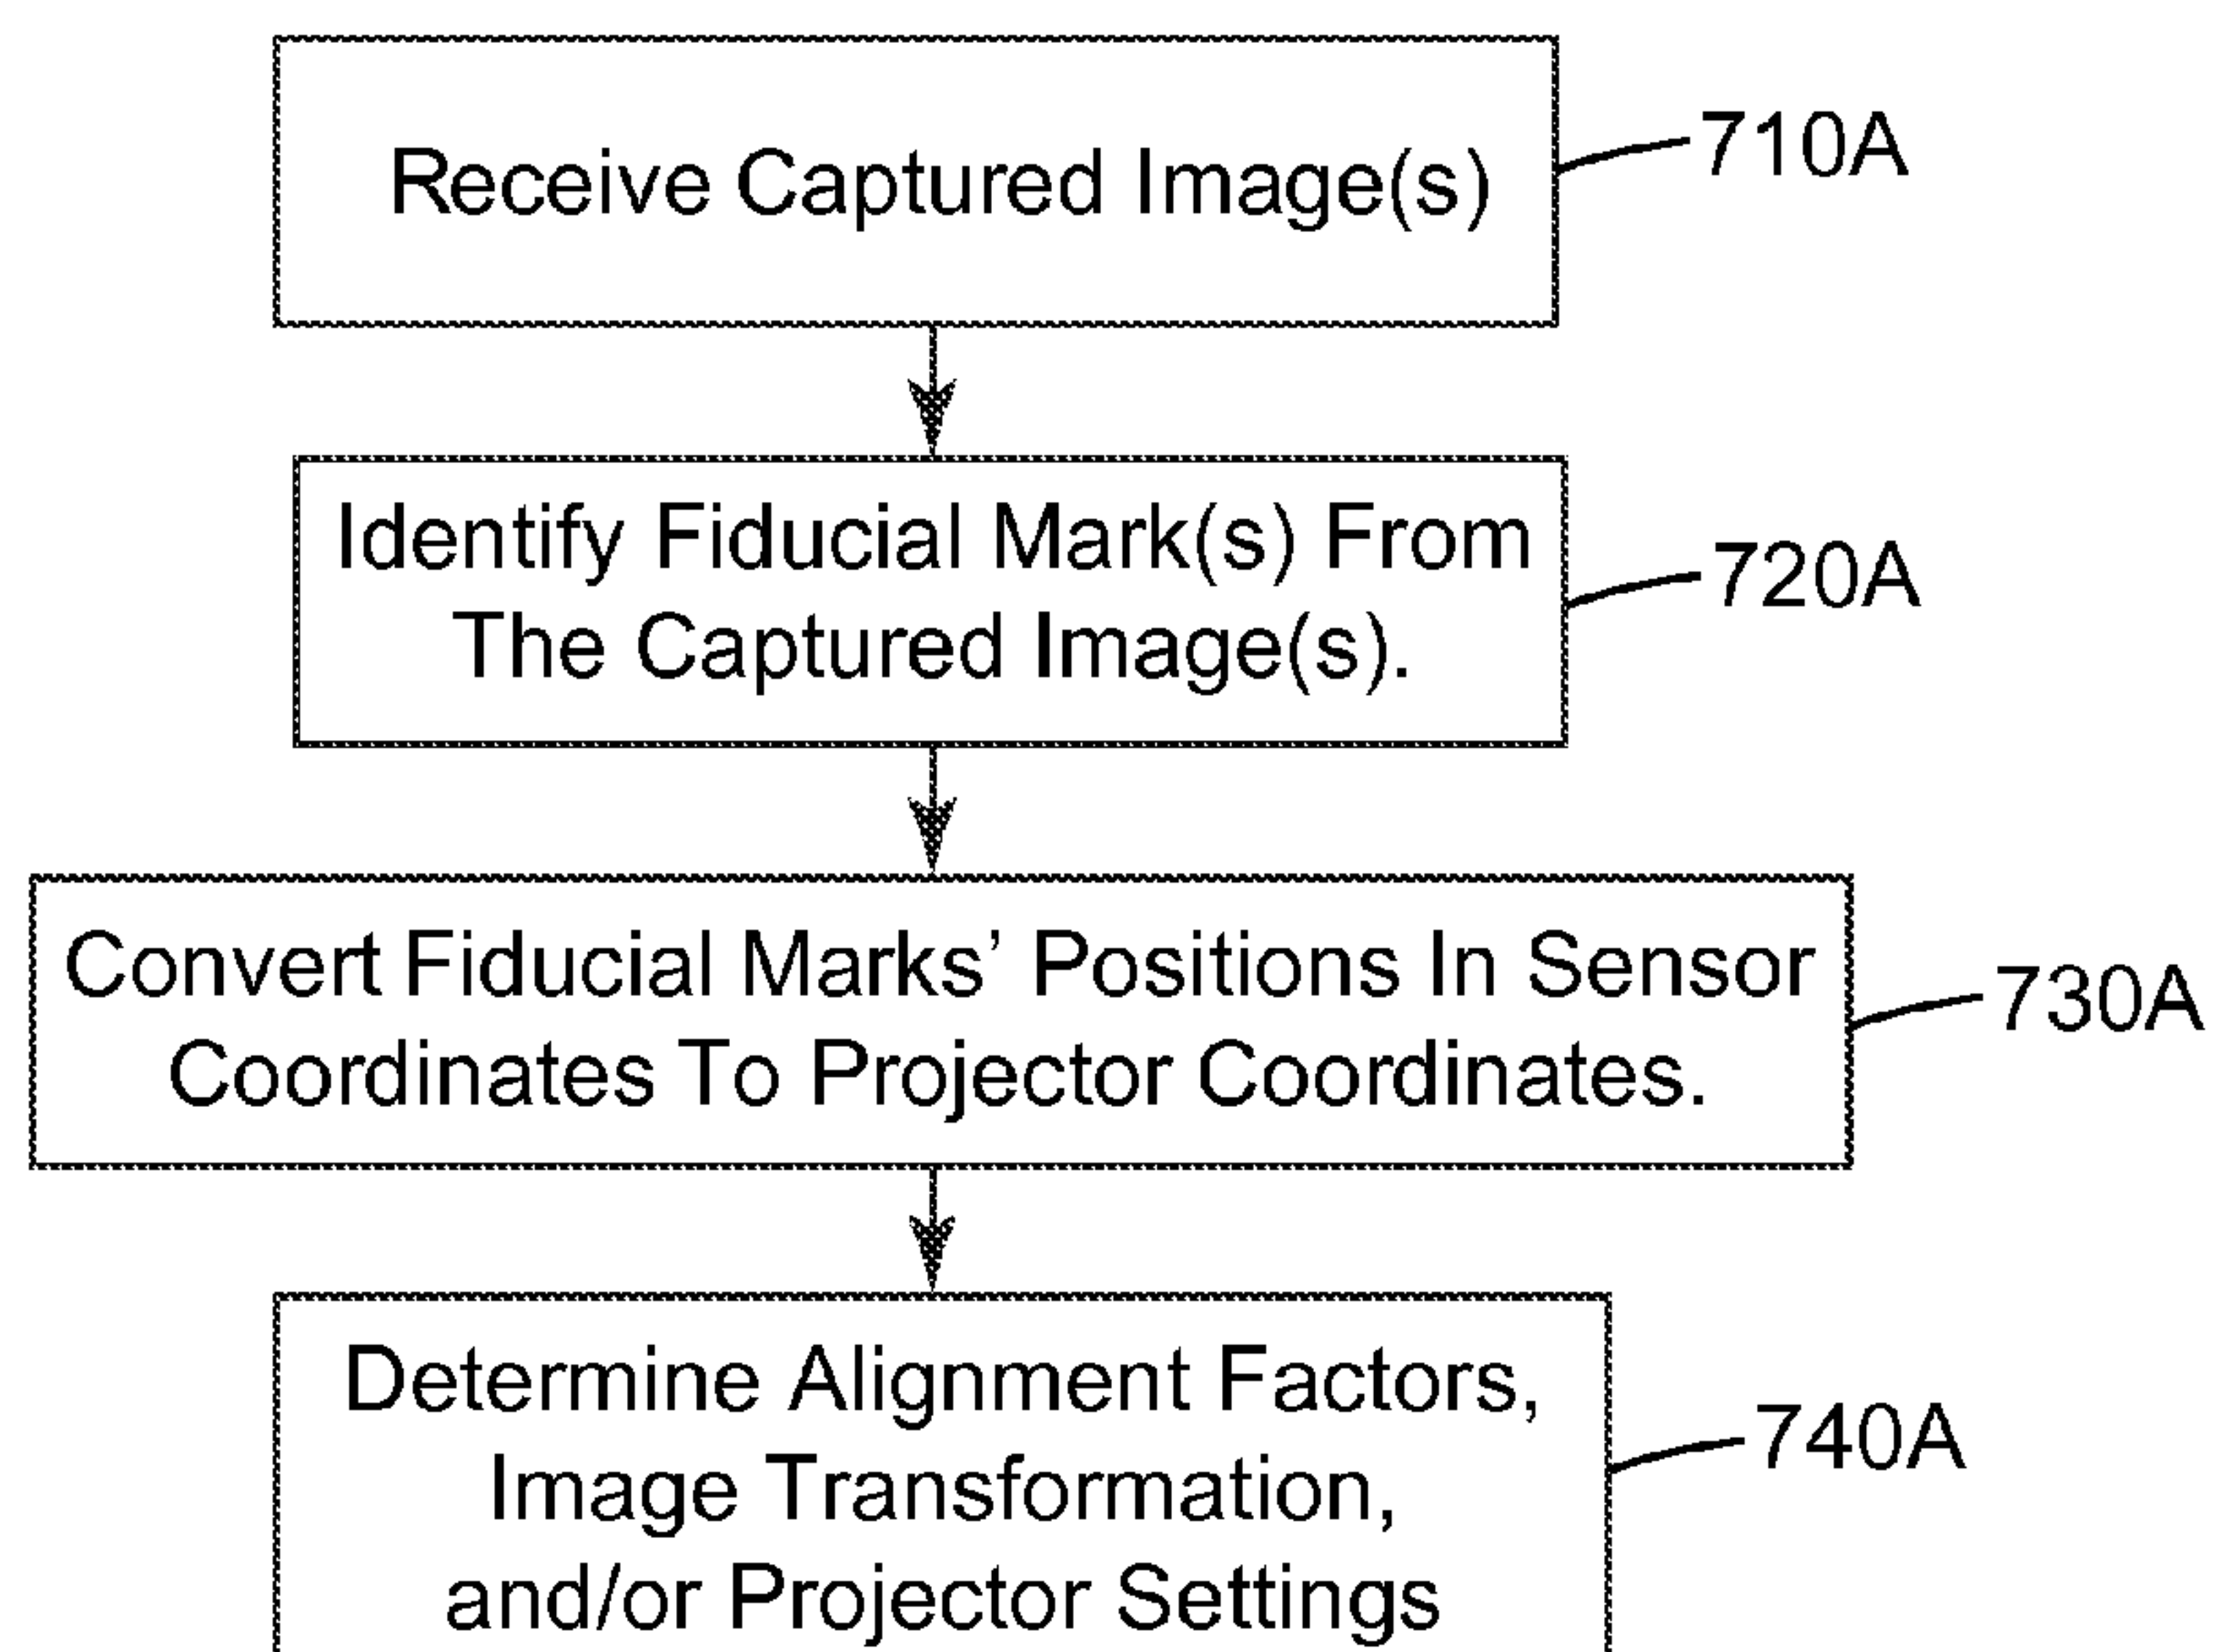 Receive Captured Image(s)
710A
Identify Fiducial Mark(s) From
The Captured Image(s).
720A
Convert Fiducial Marks’ Positions In Sensor
Coordinates To Projector Coordinates.
730A
Determine Alignment Factors,
Image Transformation,
and/or Projector Settings
740A